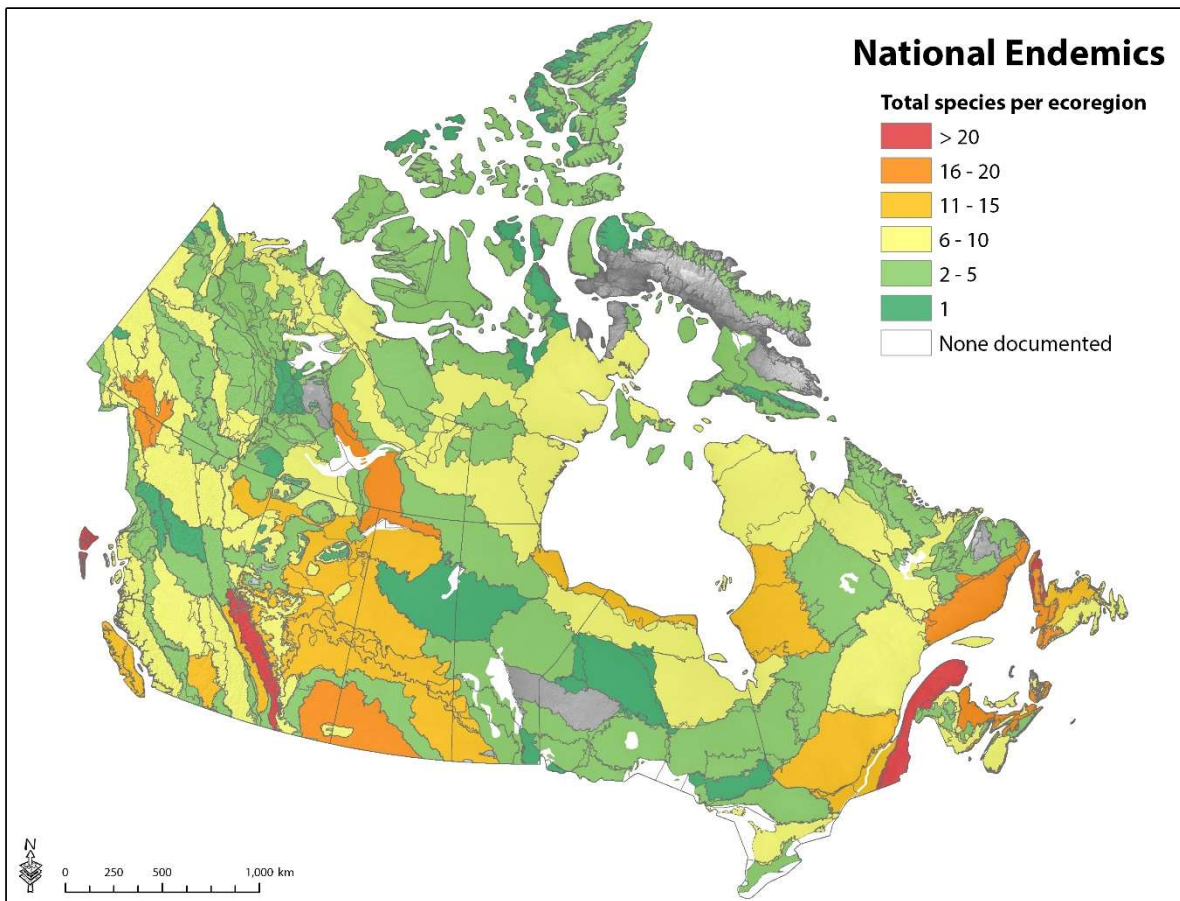 National Endemics
Total species per ecoregion
> 20
16 - 20
11 - 15
6 - 10
2 - 5
1
None documented
N
0 250 500 1,000 km